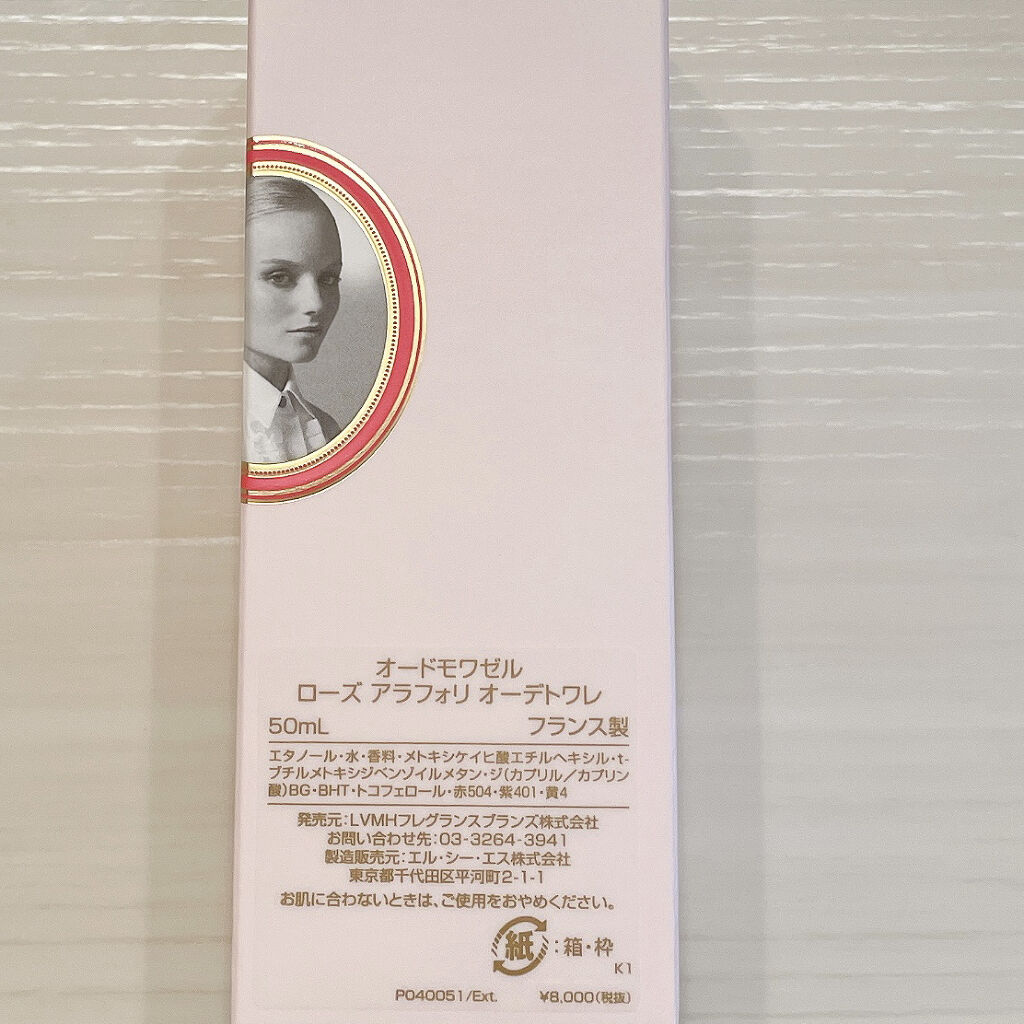 オードモワゼル
ローズ アラフォリ オーデトワレ
50mL フランス製
エタノール・水・香料・メトキシケイヒ酸エチルヘキシル・t-
ブチルメトキシジベンゾイルメタン・ジ(カプリル/カプリン
酸)BG・BHT・トコフェロール・赤504・紫401・黄4
発売元:LVMHフレグランスブランズ株式会社
お問い合わせ先:03-3264-3941
製造販売元:エル・シー・エス株式会社
東京都千代田区平河町2-1-1
お肌に合わないときは、ご使用をおやめください。
紙:箱・枠
K1
P040051/Ext. ¥8,000(税抜)